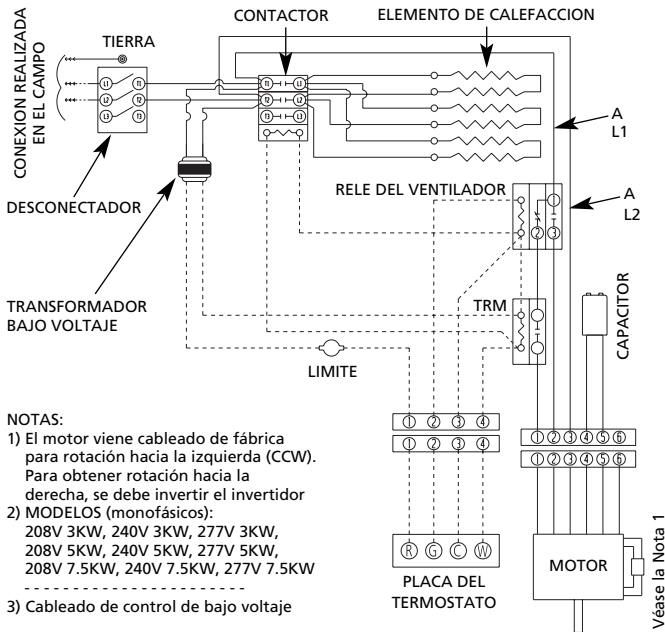 CONEXION REALIZADA
EN EL CAMPO
TIERRA
CONTACTOR
ELEMENTO DE CALEFACCION
L1 T1
L2 T2
L3 T3
T1 L1
T2 L2
T3 L3
A
L1
RELE DEL VENTILADOR
A
L2
2 3
DESCONECTADOR
TRANSFORMADOR
BAJO VOLTAJE
TRM
CAPACITOR
LIMITE
1 2 3 4
1 2 3 4
1 2 3 4 5 6
1 2 3 4 5 6
R G C W
PLACA DEL
TERMOSTATO
MOTOR
Véase la Nota 1
NOTAS:
1) El motor viene cableado de fábrica
para rotación hacia la izquierda (CCW).
Para obtener rotación hacia la
derecha, se debe invertir el invertidor
2) MODELOS (monofásicos):
208V 3KW, 240V 3KW, 277V 3KW,
208V 5KW, 240V 5KW, 277V 5KW,
208V 7.5KW, 240V 7.5KW, 277V 7.5KW
- - - - - - - - - - - - - - - - - - - - - - - -
3) Cableado de control de bajo voltaje